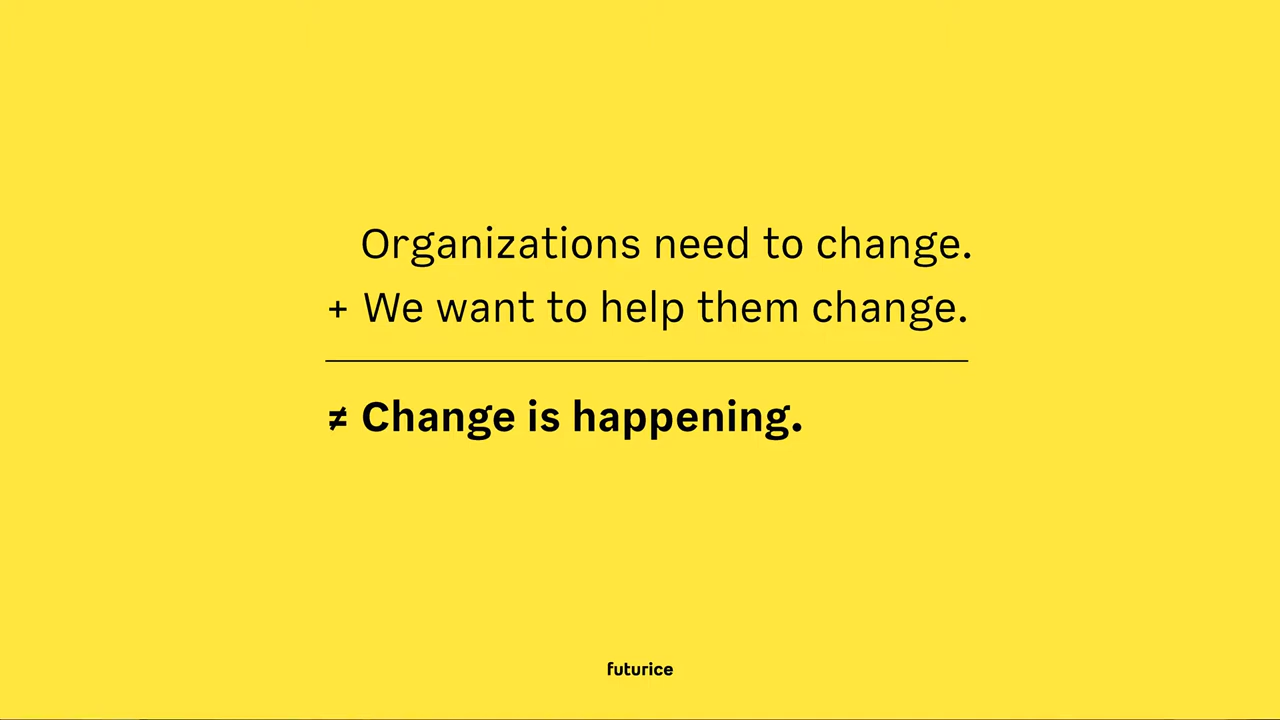 Organizations need to change.
+ We want to help them change.
≠ Change is happening.
futurice